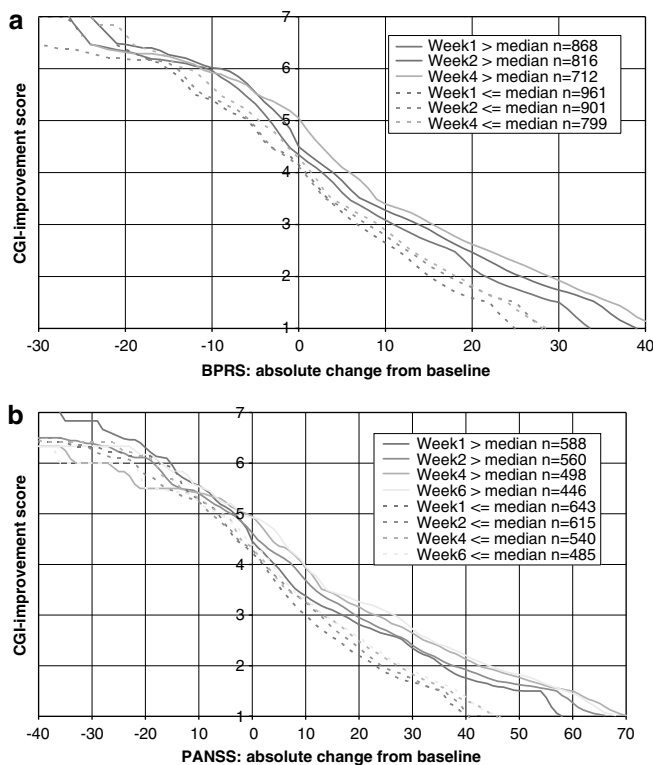 a
CGI-improvement score
7
6
5
4
3
2
1
Week1 > median n=868
Week2 > median n=816
Week4 > median n=712
Week1 <= median n=961
Week2 <= median n=901
Week4 <= median n=799
-30 -20 -10 0 10 20 30 40
BPRS: absolute change from baseline
b
CGI-improvement score
7
6
5
4
3
2
1
Week1 > median n=588
Week2 > median n=560
Week4 > median n=498
Week6 > median n=446
Week1 <= median n=643
Week2 <= median n=615
Week4 <= median n=540
Week6 <= median n=485
-40 -30 -20 -10 0 10 20 30 40 50 60 70
PANSS: absolute change from baseline